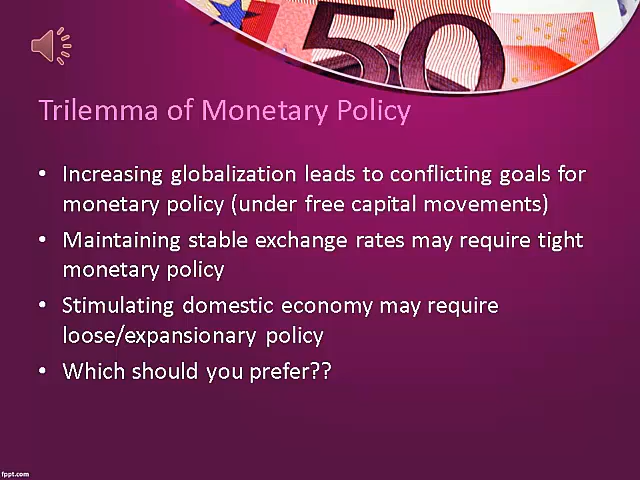 50
Trilemma of Monetary Policy
• Increasing globalization leads to conflicting goals for
monetary policy (under free capital movements)
• Maintaining stable exchange rates may require tight
monetary policy
• Stimulating domestic economy may require
loose/expansionary policy
• Which should you prefer??
fppt.com